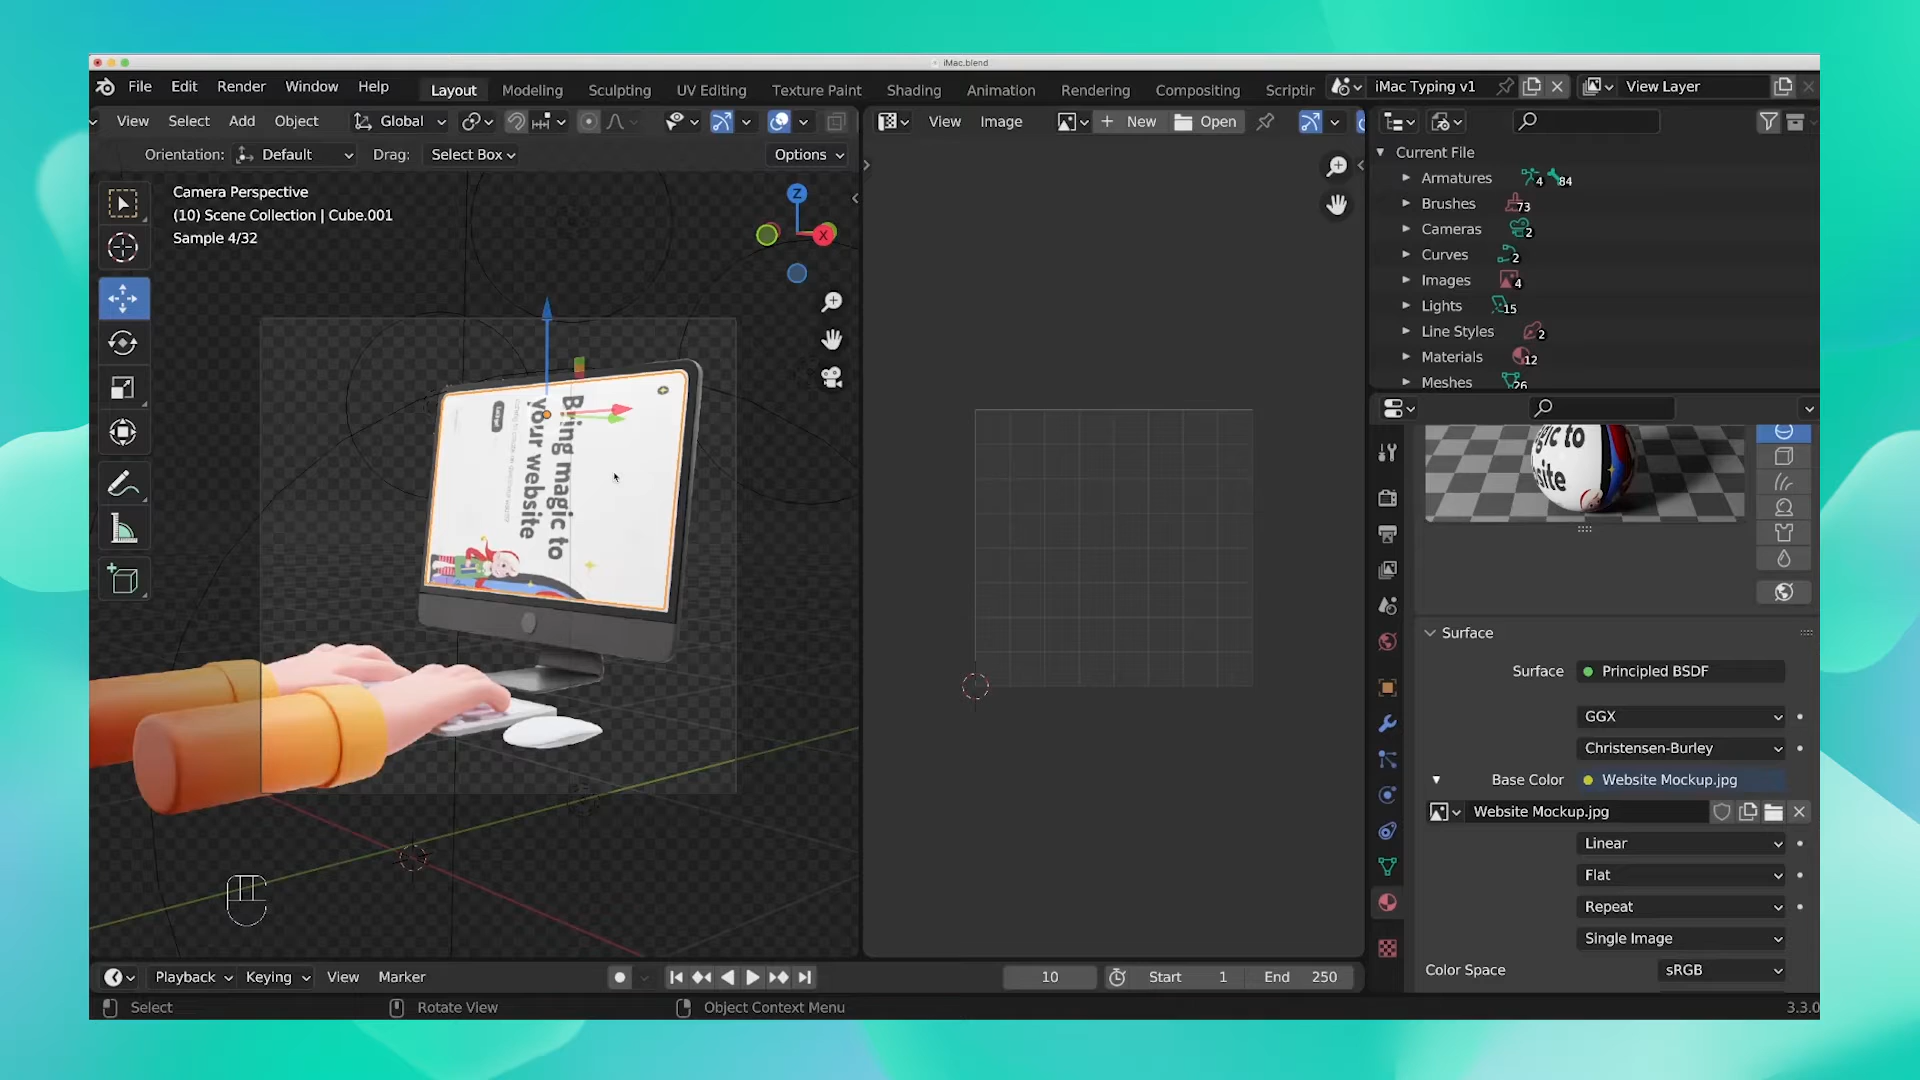 iMac.blend
File Edit Render Window Help Layout Modeling Sculpting UV Editing Texture Paint Shading Animation Rendering Compositing Scriptin iMac Typing v1 View Layer
View Select Add Object Global View Image New Open
Orientation: Default Drag: Select Box Options
Camera Perspective
(10) Scene Collection | Cube.001
Sample 4/32
Z
X
Bring magic to
your website
Current File
Armatures 4 84
Brushes 73
Cameras 2
Curves 2
Images 4
Lights 15
Line Styles 2
Materials 12
Meshes 26
gic to
site
Surface
Surface Principled BSDF
GGX
Christensen-Burley
Base Color Website Mockup.jpg
Website Mockup.jpg
Linear
Flat
Repeat
Single Image
Color Space sRGB
Playback Keying View Marker 10 Start 1 End 250
Select Rotate View Object Context Menu 3.3.0